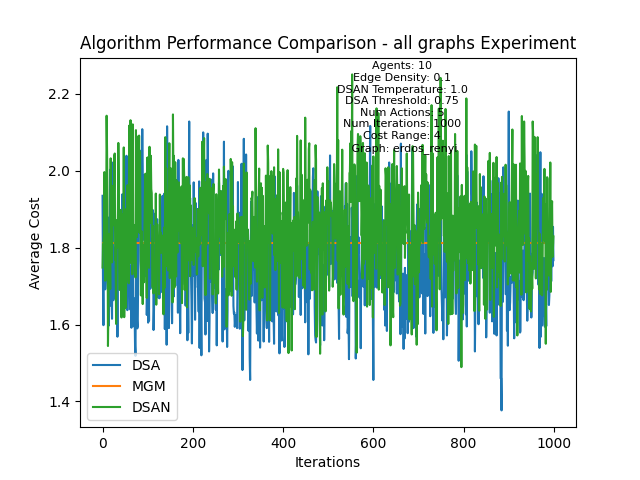 Algorithm Performance Comparison - all graphs Experiment
Agents: 10
Edge Density: 0.1
DSAN Temperature: 1.0
DSA Threshold: 0.75
Num Actions: 5
Num Iterations: 1000
Cost Range: 4
Graph: erdos_renyi
2.2
2.0
1.8
1.6
1.4
Average Cost
DSA
MGM
DSAN
0
200
400
600
800
1000
Iterations